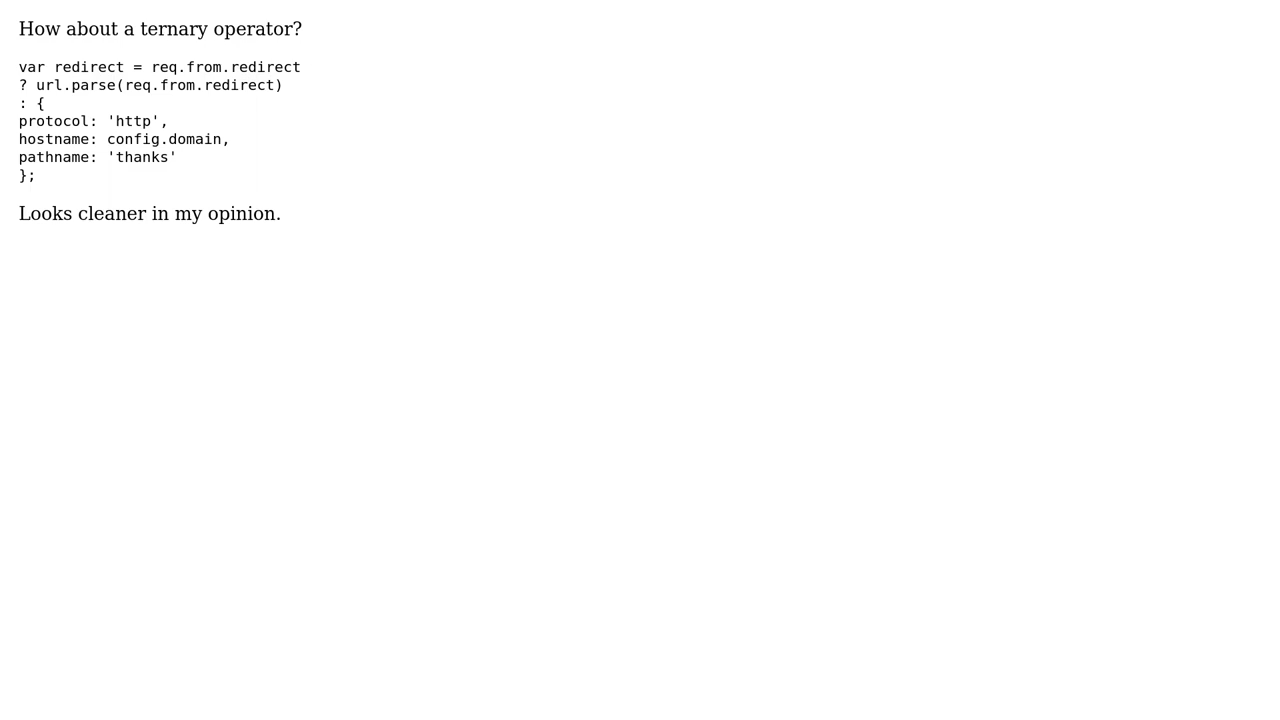 How about a ternary operator?
var redirect = req.from.redirect
? url.parse(req.from.redirect)
: {
protocol: 'http',
hostname: config.domain,
pathname: 'thanks'
};
Looks cleaner in my opinion.